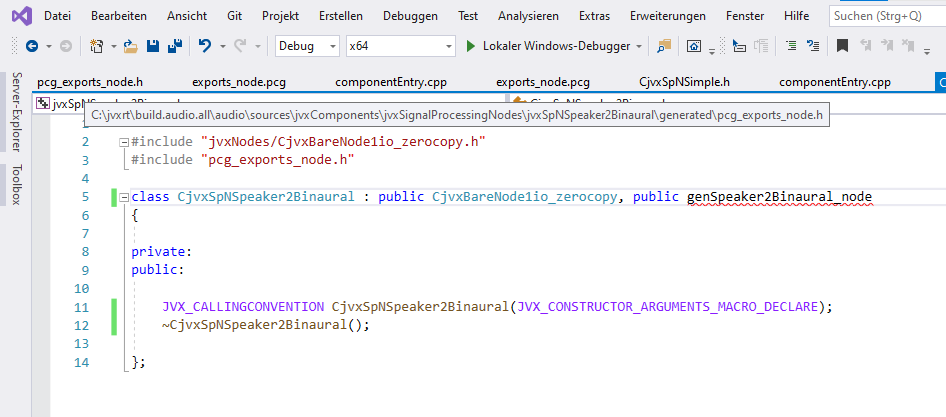 Datei Bearbeiten Ansicht Git Projekt Erstellen Debuggen Test Analysieren Extras Erweiterungen Fenster Hilfe Suchen (Strg+Q)
Debug x64 Lokaler Windows-Debugger
pcg_exports_node.h exports_node.pcg componentEntry.cpp exports_node.pcg CjvxSpNSimple.h componentEntry.cpp
C:\jvxrt\build.audio.all\audio\sources\jvxComponents\jvxSignalProcessingNodes\jvxSpNSpeaker2Binaural\generated\pcg_exports_node.h
Server-Explorer
Toolbox
2 #include "jvxNodes/CjvxBareNode1io_zerocopy.h"
3 #include "pcg_exports_node.h"
4
5 class CjvxSpNSpeaker2Binaural : public CjvxBareNode1io_zerocopy, public genSpeaker2Binaural_node
6 {
7
8 private:
9 public:
10
11 JVX_CALLINGCONVENTION CjvxSpNSpeaker2Binaural(JVX_CONSTRUCTOR_ARGUMENTS_MACRO_DECLARE);
12 ~CjvxSpNSpeaker2Binaural();
13
14 };